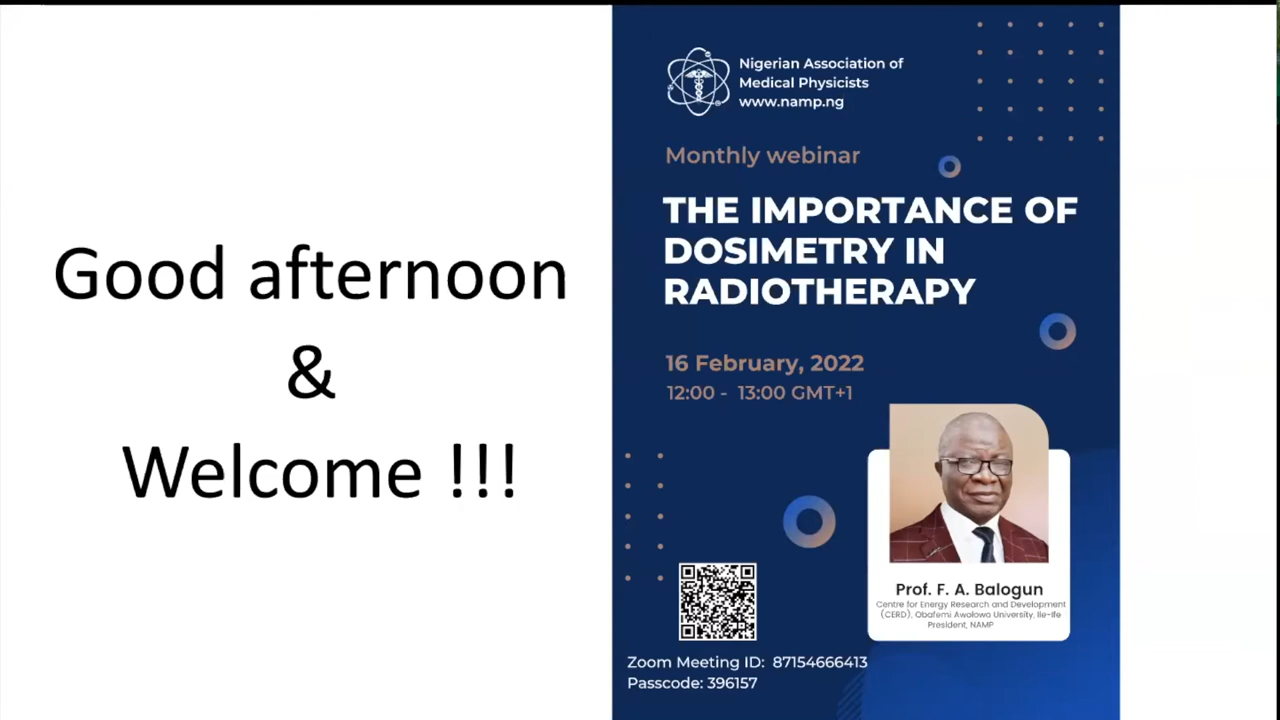 Good afternoon
&
Welcome !!!
Nigerian Association of
Medical Physicists
www.namp.ng
Monthly webinar
THE IMPORTANCE OF
DOSIMETRY IN
RADIOTHERAPY
16 February, 2022
12:00 - 13:00 GMT+1
Prof. F. A. Balogun
Centre for Energy Research and Development
(CERD), Obafemi Awolowo University, Ile-Ife
President, NAMP
Zoom Meeting ID: 87154666413
Passcode: 396157